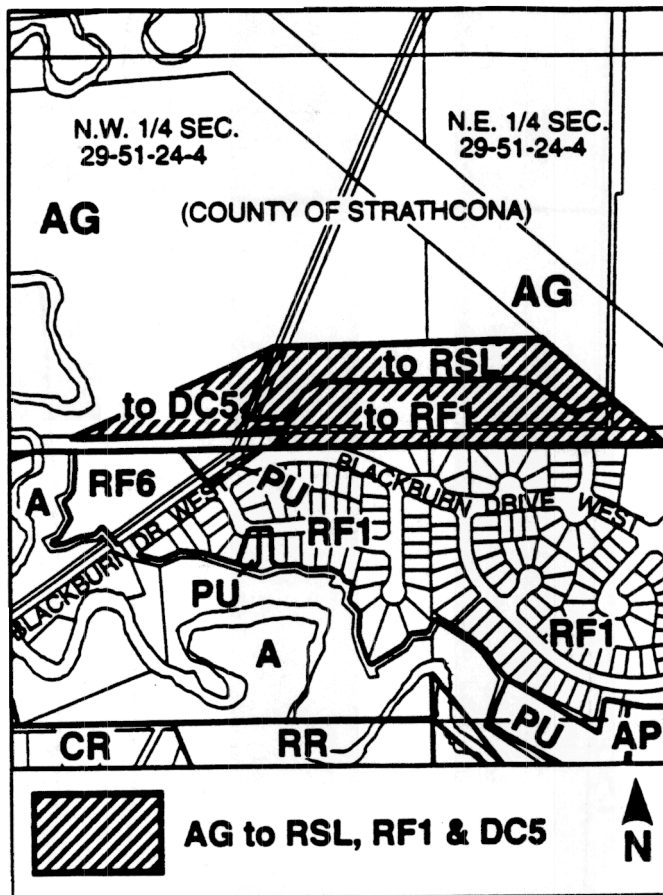 N.W. 1/4 SEC.
29-51-24-4
N.E. 1/4 SEC.
29-51-24-4
AG
(COUNTY OF STRATHCONA)
AG
to RSL
to DC5
to RF1
A
RF6
PU
BLACKBURN DRIVE WEST
BLACKBURN DR WEST
RF1
PU
A
RF1
CR
RR
PU
AP
AG to RSL, RF1 & DC5
N